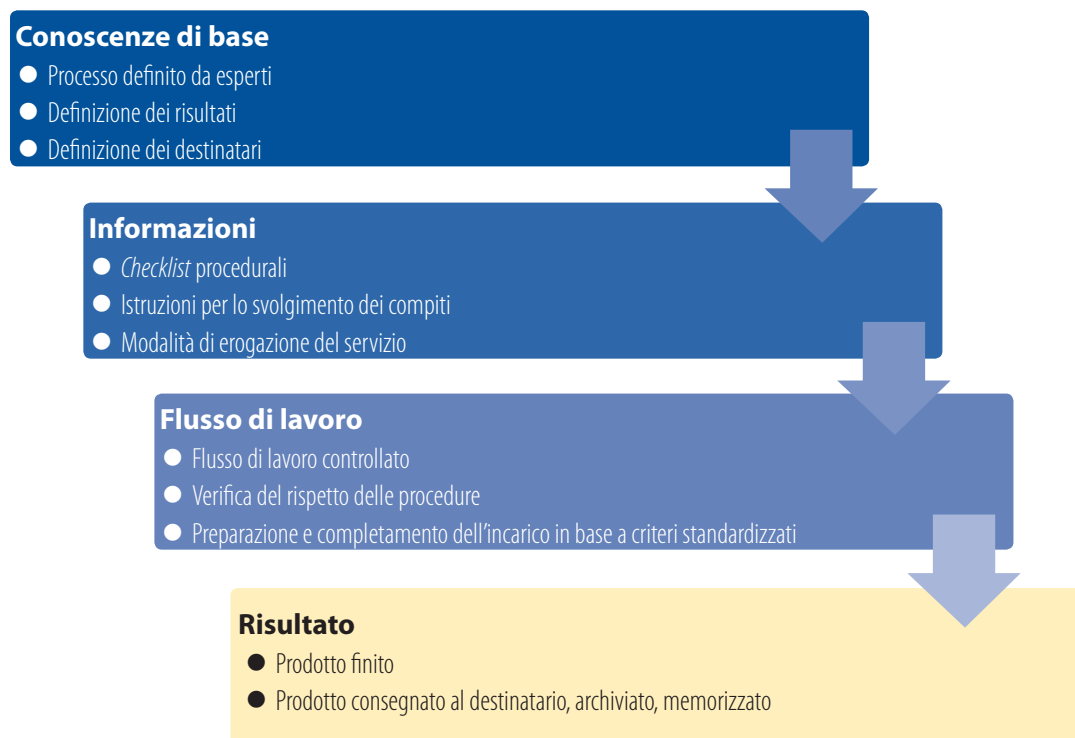 Conoscenze di base
● Processo definito da esperti
● Definizione dei risultati
● Definizione dei destinatari
Informazioni
● Checklist procedurali
● Istruzioni per lo svolgimento dei compiti
● Modalità di erogazione del servizio
Flusso di lavoro
● Flusso di lavoro controllato
● Verifica del rispetto delle procedure
● Preparazione e completamento dell’incarico in base a criteri standardizzati
Risultato
● Prodotto finito
● Prodotto consegnato al destinatario, archiviato, memorizzato